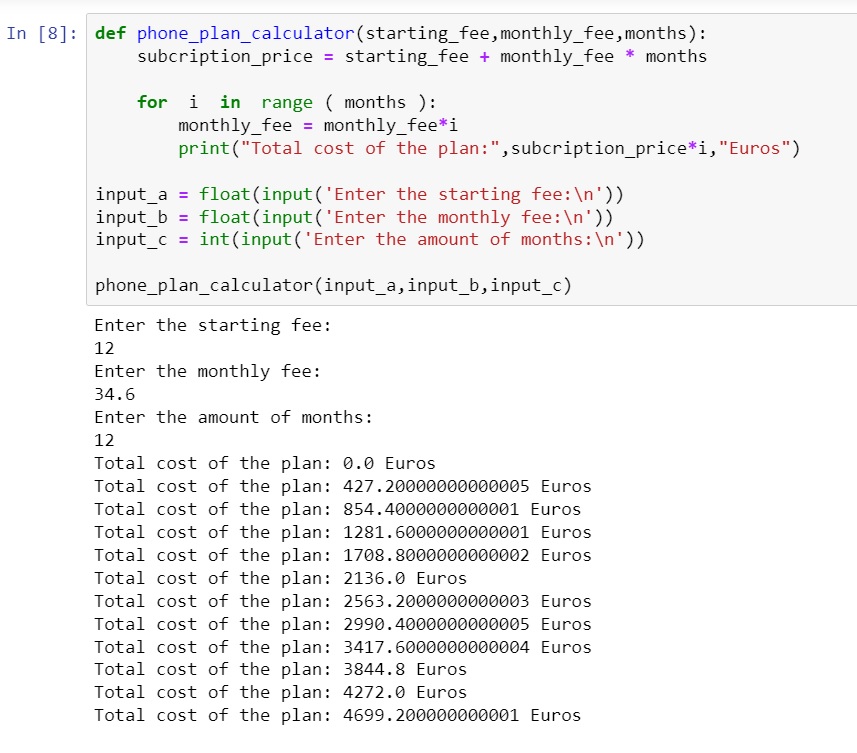 In [8]: def phone_plan_calculator(starting_fee,monthly_fee,months):
    subcription_price = starting_fee + monthly_fee * months

    for  i  in  range ( months ):
        monthly_fee = monthly_fee*i
        print("Total cost of the plan:",subcription_price*i,"Euros")

input_a = float(input('Enter the starting fee:\n'))
input_b = float(input('Enter the monthly fee:\n'))
input_c = int(input('Enter the amount of months:\n'))

phone_plan_calculator(input_a,input_b,input_c)

Enter the starting fee:
12
Enter the monthly fee:
34.6
Enter the amount of months:
12
Total cost of the plan: 0.0 Euros
Total cost of the plan: 427.20000000000005 Euros
Total cost of the plan: 854.4000000000001 Euros
Total cost of the plan: 1281.6000000000001 Euros
Total cost of the plan: 1708.8000000000002 Euros
Total cost of the plan: 2136.0 Euros
Total cost of the plan: 2563.2000000000003 Euros
Total cost of the plan: 2990.4000000000005 Euros
Total cost of the plan: 3417.6000000000004 Euros
Total cost of the plan: 3844.8 Euros
Total cost of the plan: 4272.0 Euros
Total cost of the plan: 4699.200000000001 Euros